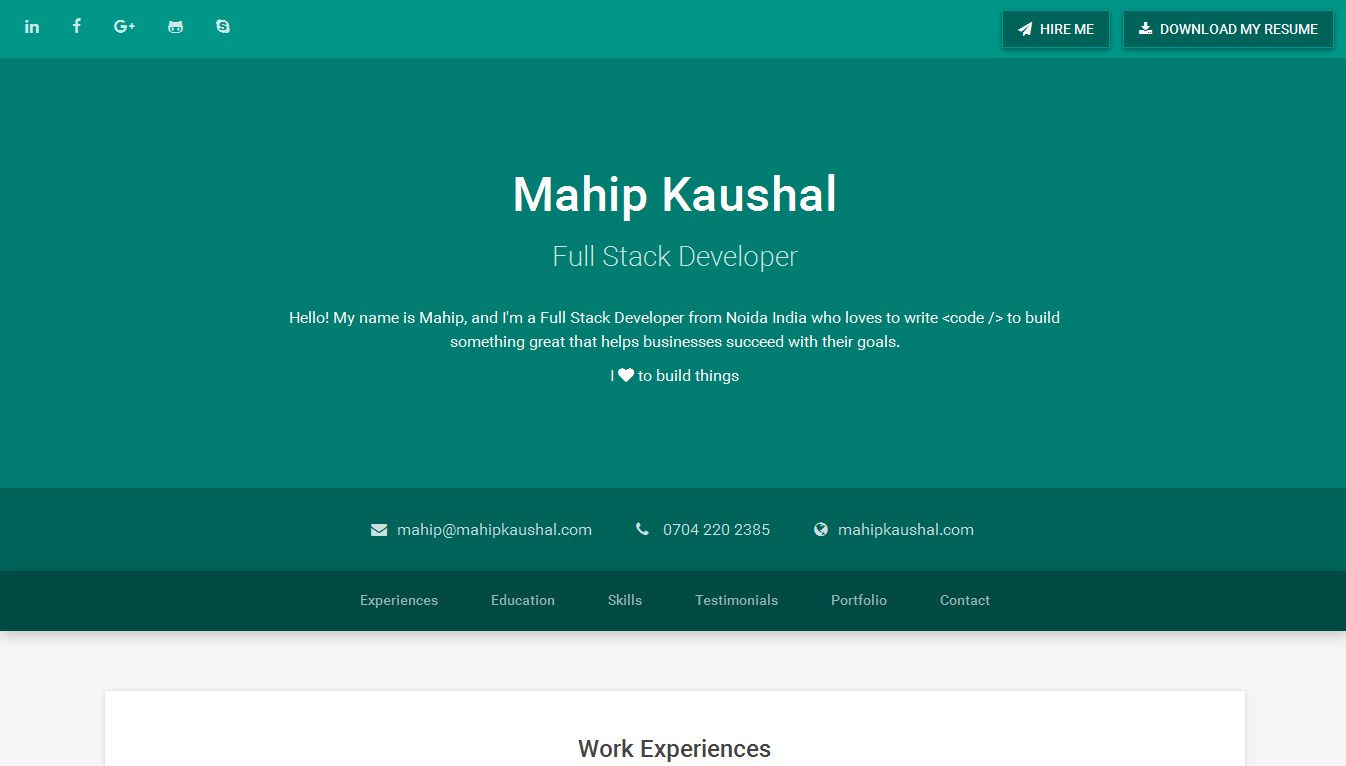 HIRE ME
DOWNLOAD MY RESUME
Mahip Kaushal
Full Stack Developer
Hello! My name is Mahip, and I'm a Full Stack Developer from Noida India who loves to write <code /> to build
something great that helps businesses succeed with their goals.
I ♥ to build things
mahip@mahipkaushal.com
0704 220 2385
mahipkaushal.com
Experiences
Education
Skills
Testimonials
Portfolio
Contact
Work Experiences